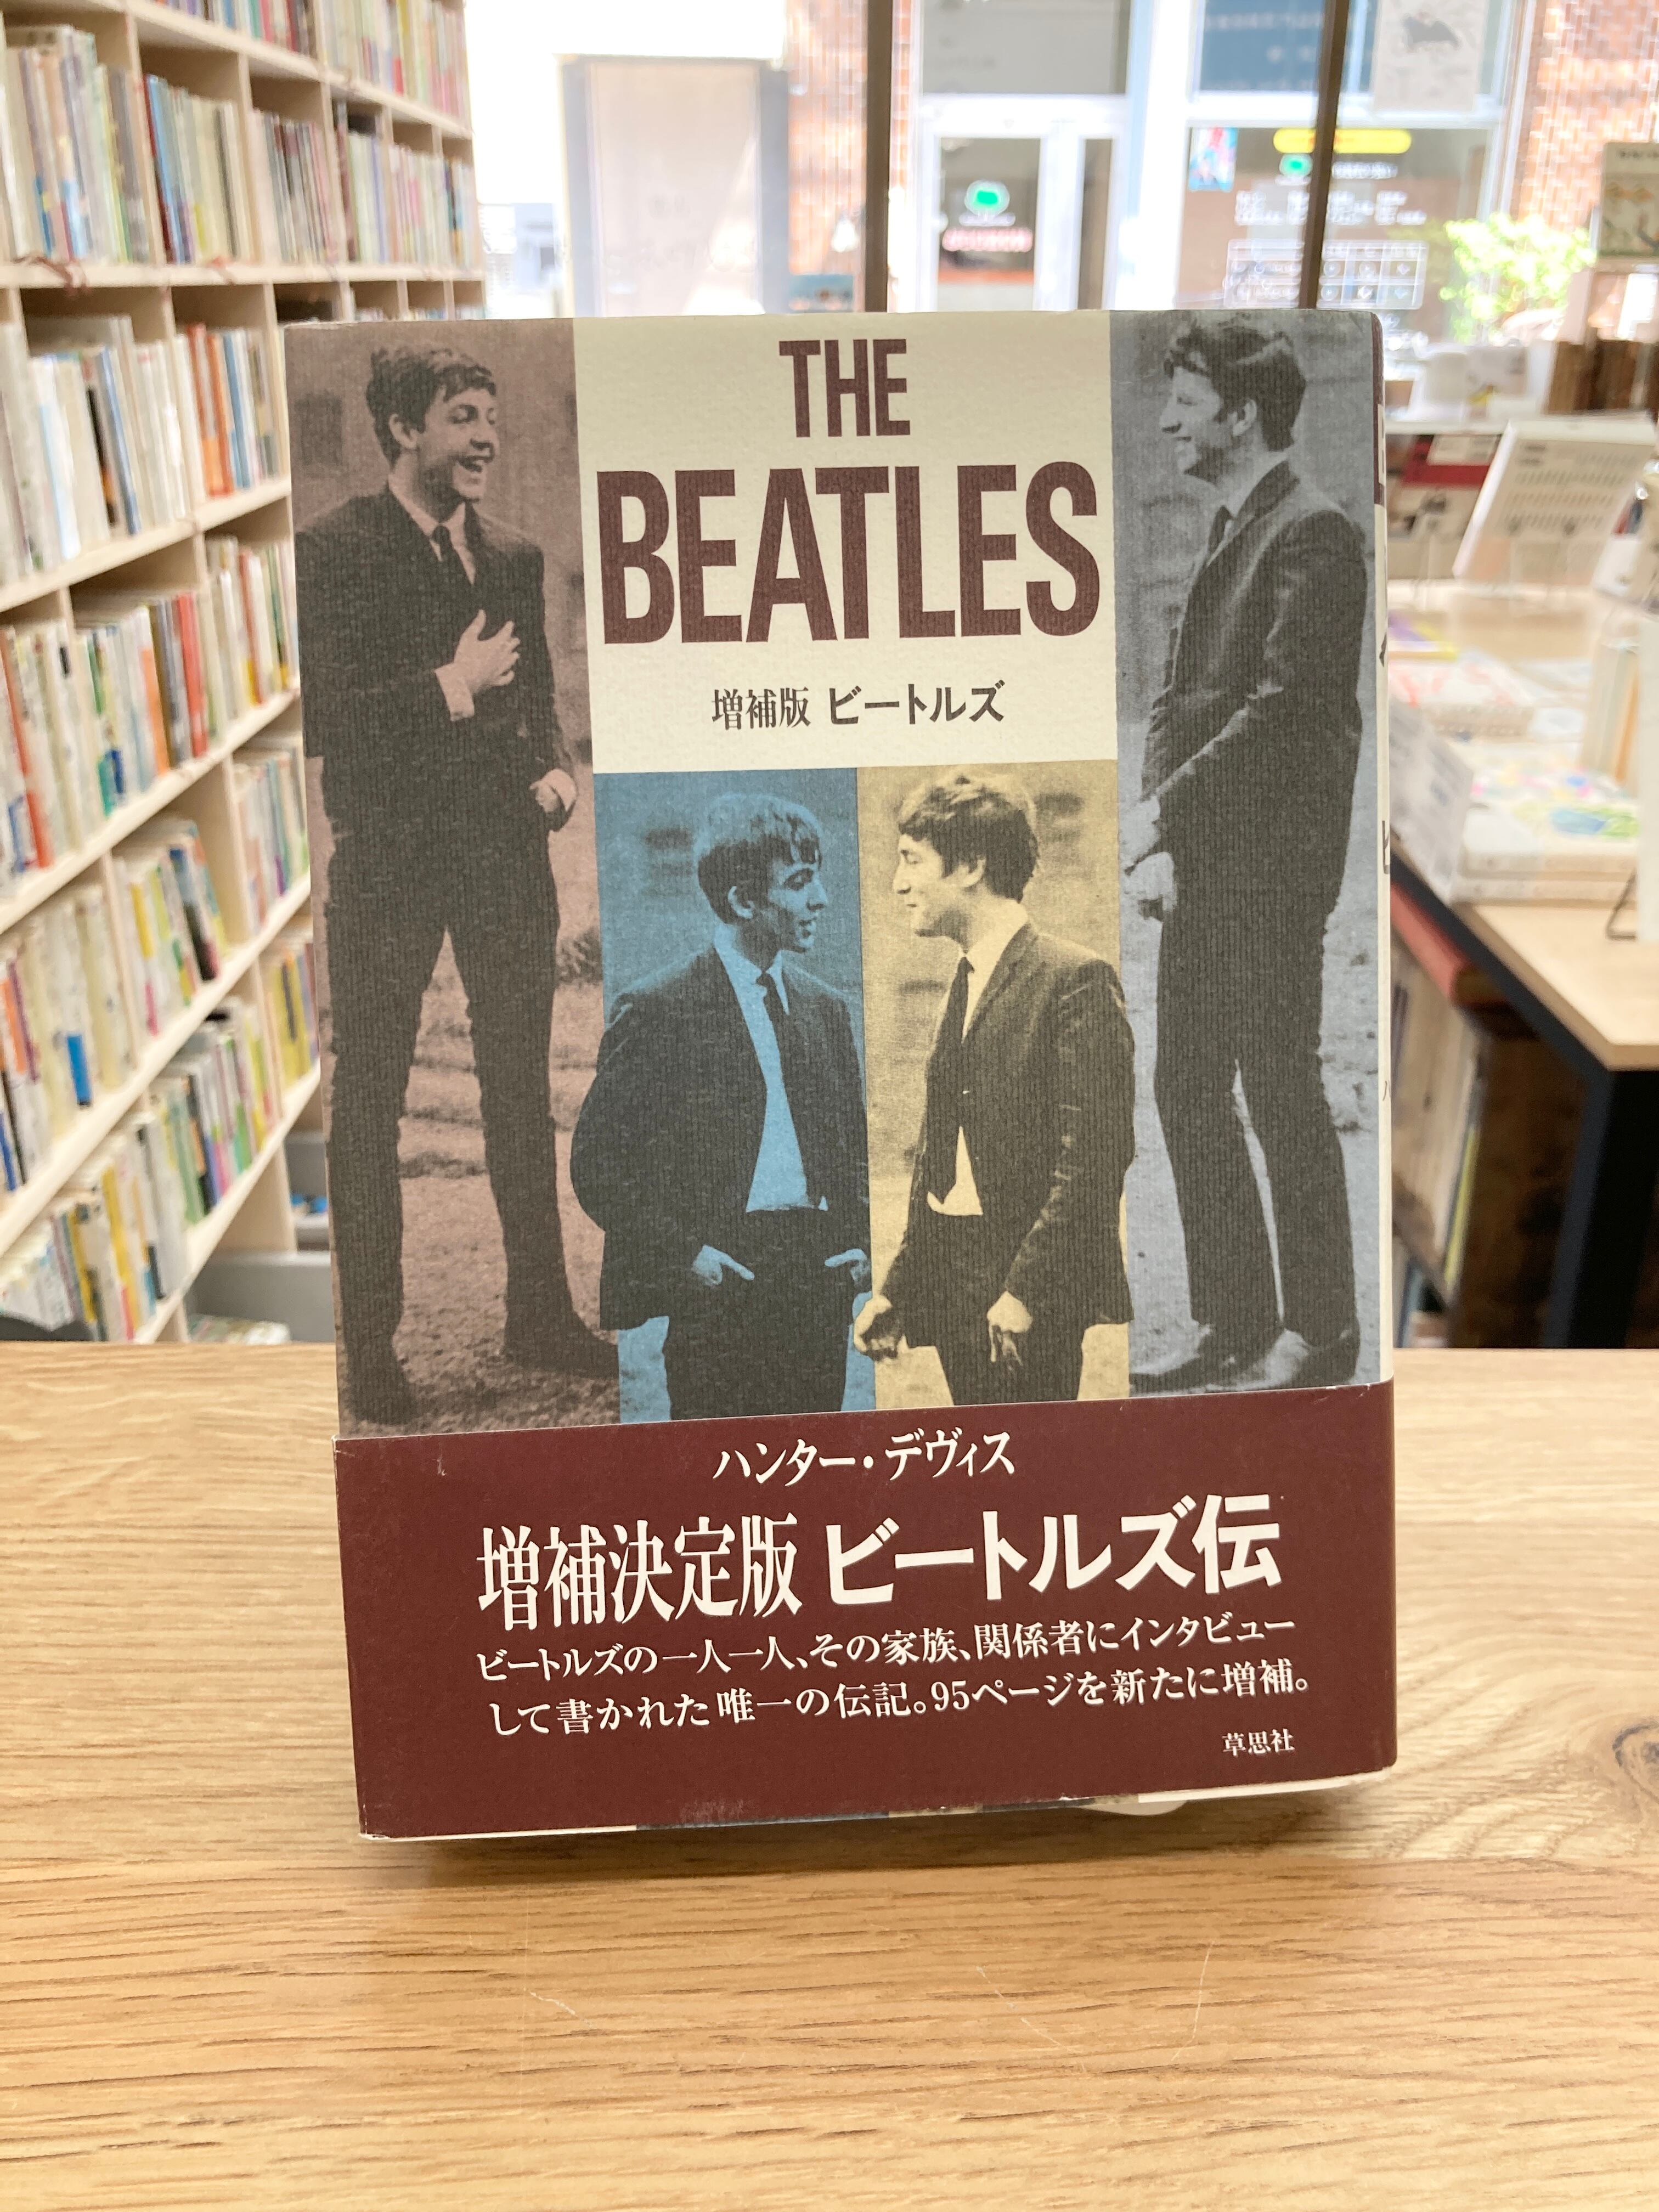 THE
BEATLES
増補版 ビートルズ
ハンター・デヴィス
増補決定版 ビートルズ伝
ビートルズの一人一人、その家族、関係者にインタビュー
して書かれた唯一の伝記。95ページを新たに増補。
草思社